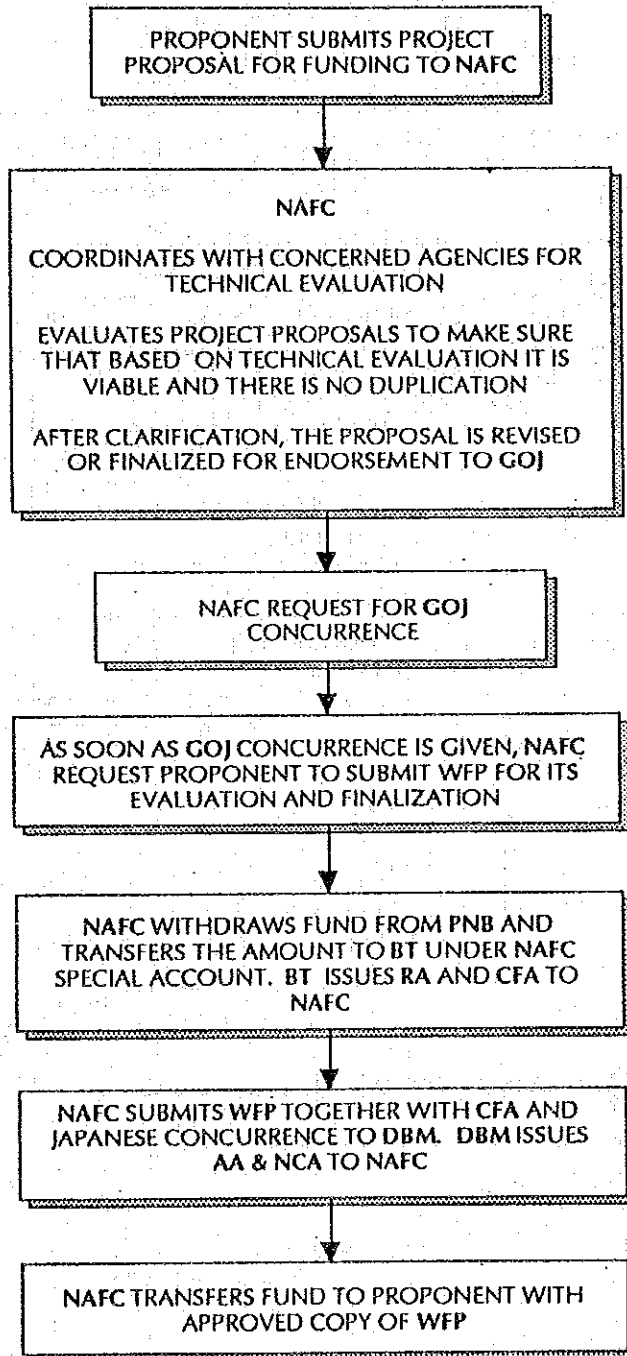 PROPONENT SUBMITS PROJECT
PROPOSAL FOR FUNDING TO NAFC
NAFC
COORDINATES WITH CONCERNED AGENCIES FOR
TECHNICAL EVALUATION
EVALUATES PROJECT PROPOSALS TO MAKE SURE
THAT BASED ON TECHNICAL EVALUATION IT IS
VIABLE AND THERE IS NO DUPLICATION
AFTER CLARIFICATION, THE PROPOSAL IS REVISED
OR FINALIZED FOR ENDORSEMENT TO GOJ
NAFC REQUEST FOR GOJ
CONCURRENCE
AS SOON AS GOJ CONCURRENCE IS GIVEN, NAFC
REQUEST PROPONENT TO SUBMIT WFP FOR ITS
EVALUATION AND FINALIZATION
NAFC WITHDRAWS FUND FROM PNB AND
TRANSFERS THE AMOUNT TO BT UNDER NAFC
SPECIAL ACCOUNT. BT ISSUES RA AND CFA TO
NAFC
NAFC SUBMITS WFP TOGETHER WITH CFA AND
JAPANESE CONCURRENCE TO DBM. DBM ISSUES
AA & NCA TO NAFC
NAFC TRANSFERS FUND TO PROPONENT WITH
APPROVED COPY OF WFP